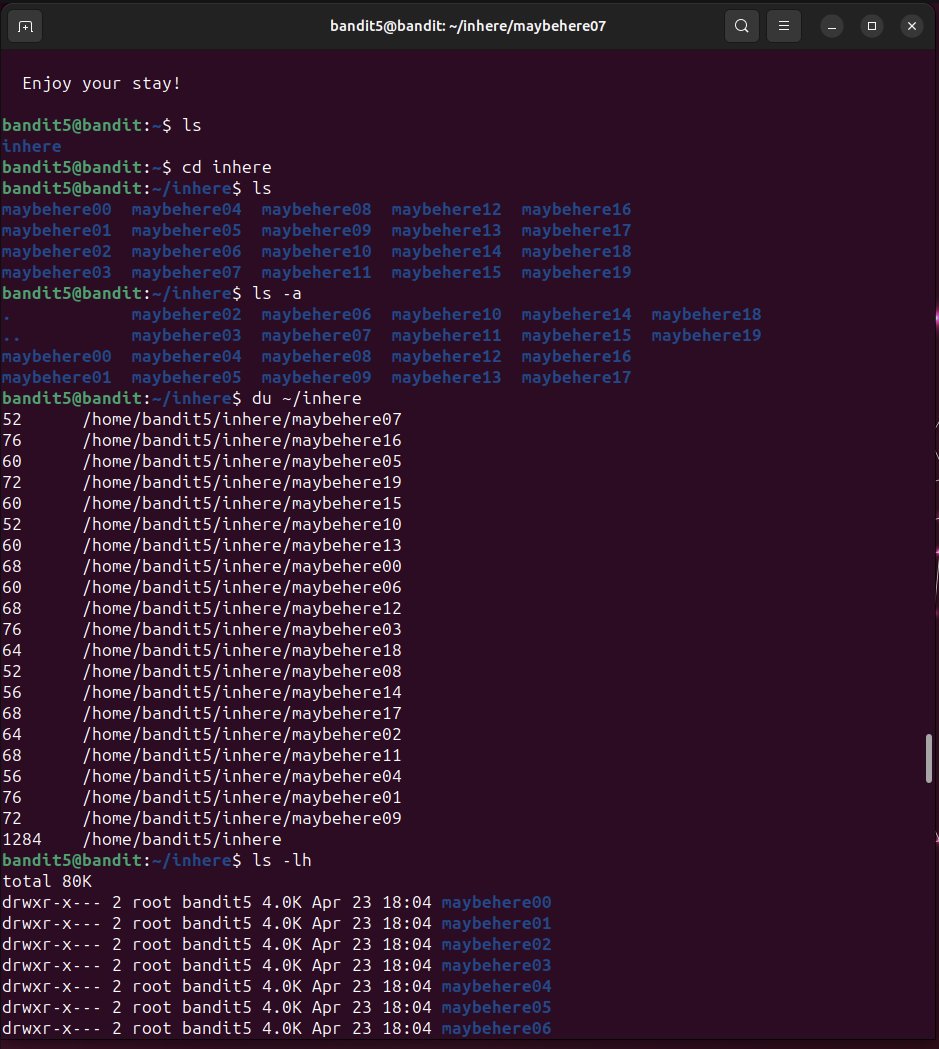 bandit5@bandit: ~/inhere/maybehere07
Enjoy your stay!
bandit5@bandit:~$ ls
inhere
bandit5@bandit:~$ cd inhere
bandit5@bandit:~/inhere$ ls
maybehere00  maybehere04  maybehere08  maybehere12  maybehere16
maybehere01  maybehere05  maybehere09  maybehere13  maybehere17
maybehere02  maybehere06  maybehere10  maybehere14  maybehere18
maybehere03  maybehere07  maybehere11  maybehere15  maybehere19
bandit5@bandit:~/inhere$ ls -a
.            maybehere02  maybehere06  maybehere10  maybehere14  maybehere18
..           maybehere03  maybehere07  maybehere11  maybehere15  maybehere19
maybehere00  maybehere04  maybehere08  maybehere12  maybehere16
maybehere01  maybehere05  maybehere09  maybehere13  maybehere17
bandit5@bandit:~/inhere$ du ~/inhere
52      /home/bandit5/inhere/maybehere07
76      /home/bandit5/inhere/maybehere16
60      /home/bandit5/inhere/maybehere05
72      /home/bandit5/inhere/maybehere19
60      /home/bandit5/inhere/maybehere15
52      /home/bandit5/inhere/maybehere10
60      /home/bandit5/inhere/maybehere13
68      /home/bandit5/inhere/maybehere00
60      /home/bandit5/inhere/maybehere06
68      /home/bandit5/inhere/maybehere12
76      /home/bandit5/inhere/maybehere03
64      /home/bandit5/inhere/maybehere18
52      /home/bandit5/inhere/maybehere08
56      /home/bandit5/inhere/maybehere14
68      /home/bandit5/inhere/maybehere17
64      /home/bandit5/inhere/maybehere02
68      /home/bandit5/inhere/maybehere11
56      /home/bandit5/inhere/maybehere04
76      /home/bandit5/inhere/maybehere01
72      /home/bandit5/inhere/maybehere09
1284    /home/bandit5/inhere
bandit5@bandit:~/inhere$ ls -lh
total 80K
drwxr-x--- 2 root bandit5 4.0K Apr 23 18:04 maybehere00
drwxr-x--- 2 root bandit5 4.0K Apr 23 18:04 maybehere01
drwxr-x--- 2 root bandit5 4.0K Apr 23 18:04 maybehere02
drwxr-x--- 2 root bandit5 4.0K Apr 23 18:04 maybehere03
drwxr-x--- 2 root bandit5 4.0K Apr 23 18:04 maybehere04
drwxr-x--- 2 root bandit5 4.0K Apr 23 18:04 maybehere05
drwxr-x--- 2 root bandit5 4.0K Apr 23 18:04 maybehere06